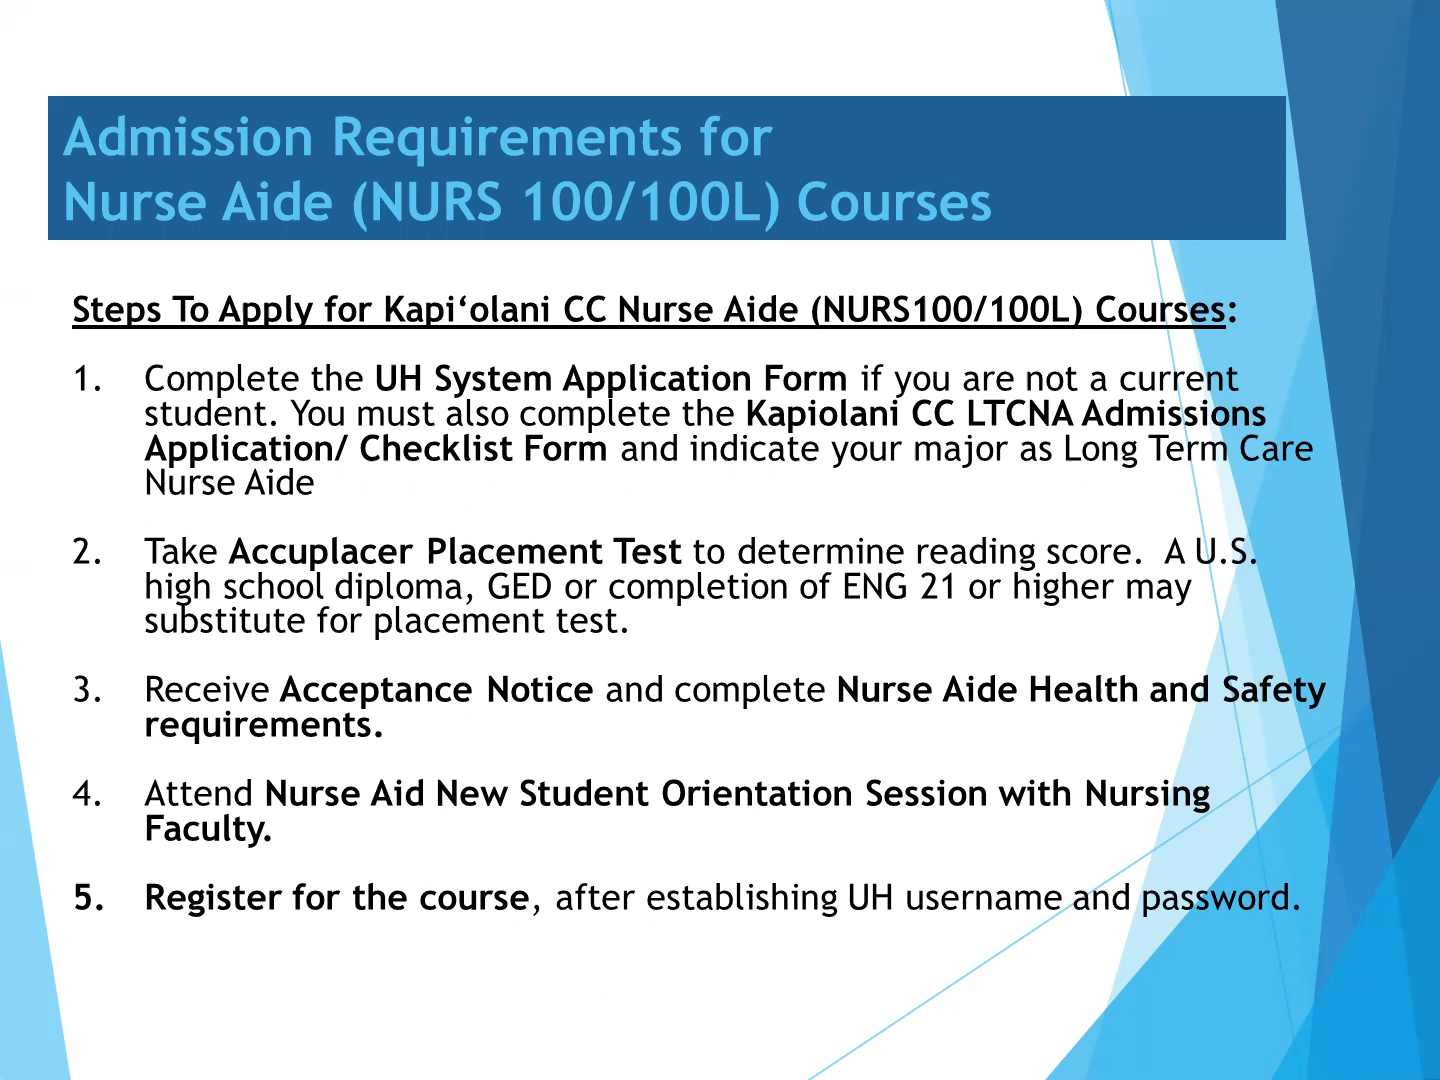 Admission Requirements for
Nurse Aide (NURS 100/100L) Courses
Steps To Apply for Kapi‘olani CC Nurse Aide (NURS100/100L) Courses:
1. Complete the UH System Application Form if you are not a current
student. You must also complete the Kapiolani CC LTCNA Admissions
Application/ Checklist Form and indicate your major as Long Term Care
Nurse Aide
2. Take Accuplacer Placement Test to determine reading score.  A U.S.
high school diploma, GED or completion of ENG 21 or higher may
substitute for placement test.
3. Receive Acceptance Notice and complete Nurse Aide Health and Safety
requirements.
4. Attend Nurse Aid New Student Orientation Session with Nursing
Faculty.
5. Register for the course, after establishing UH username and password.